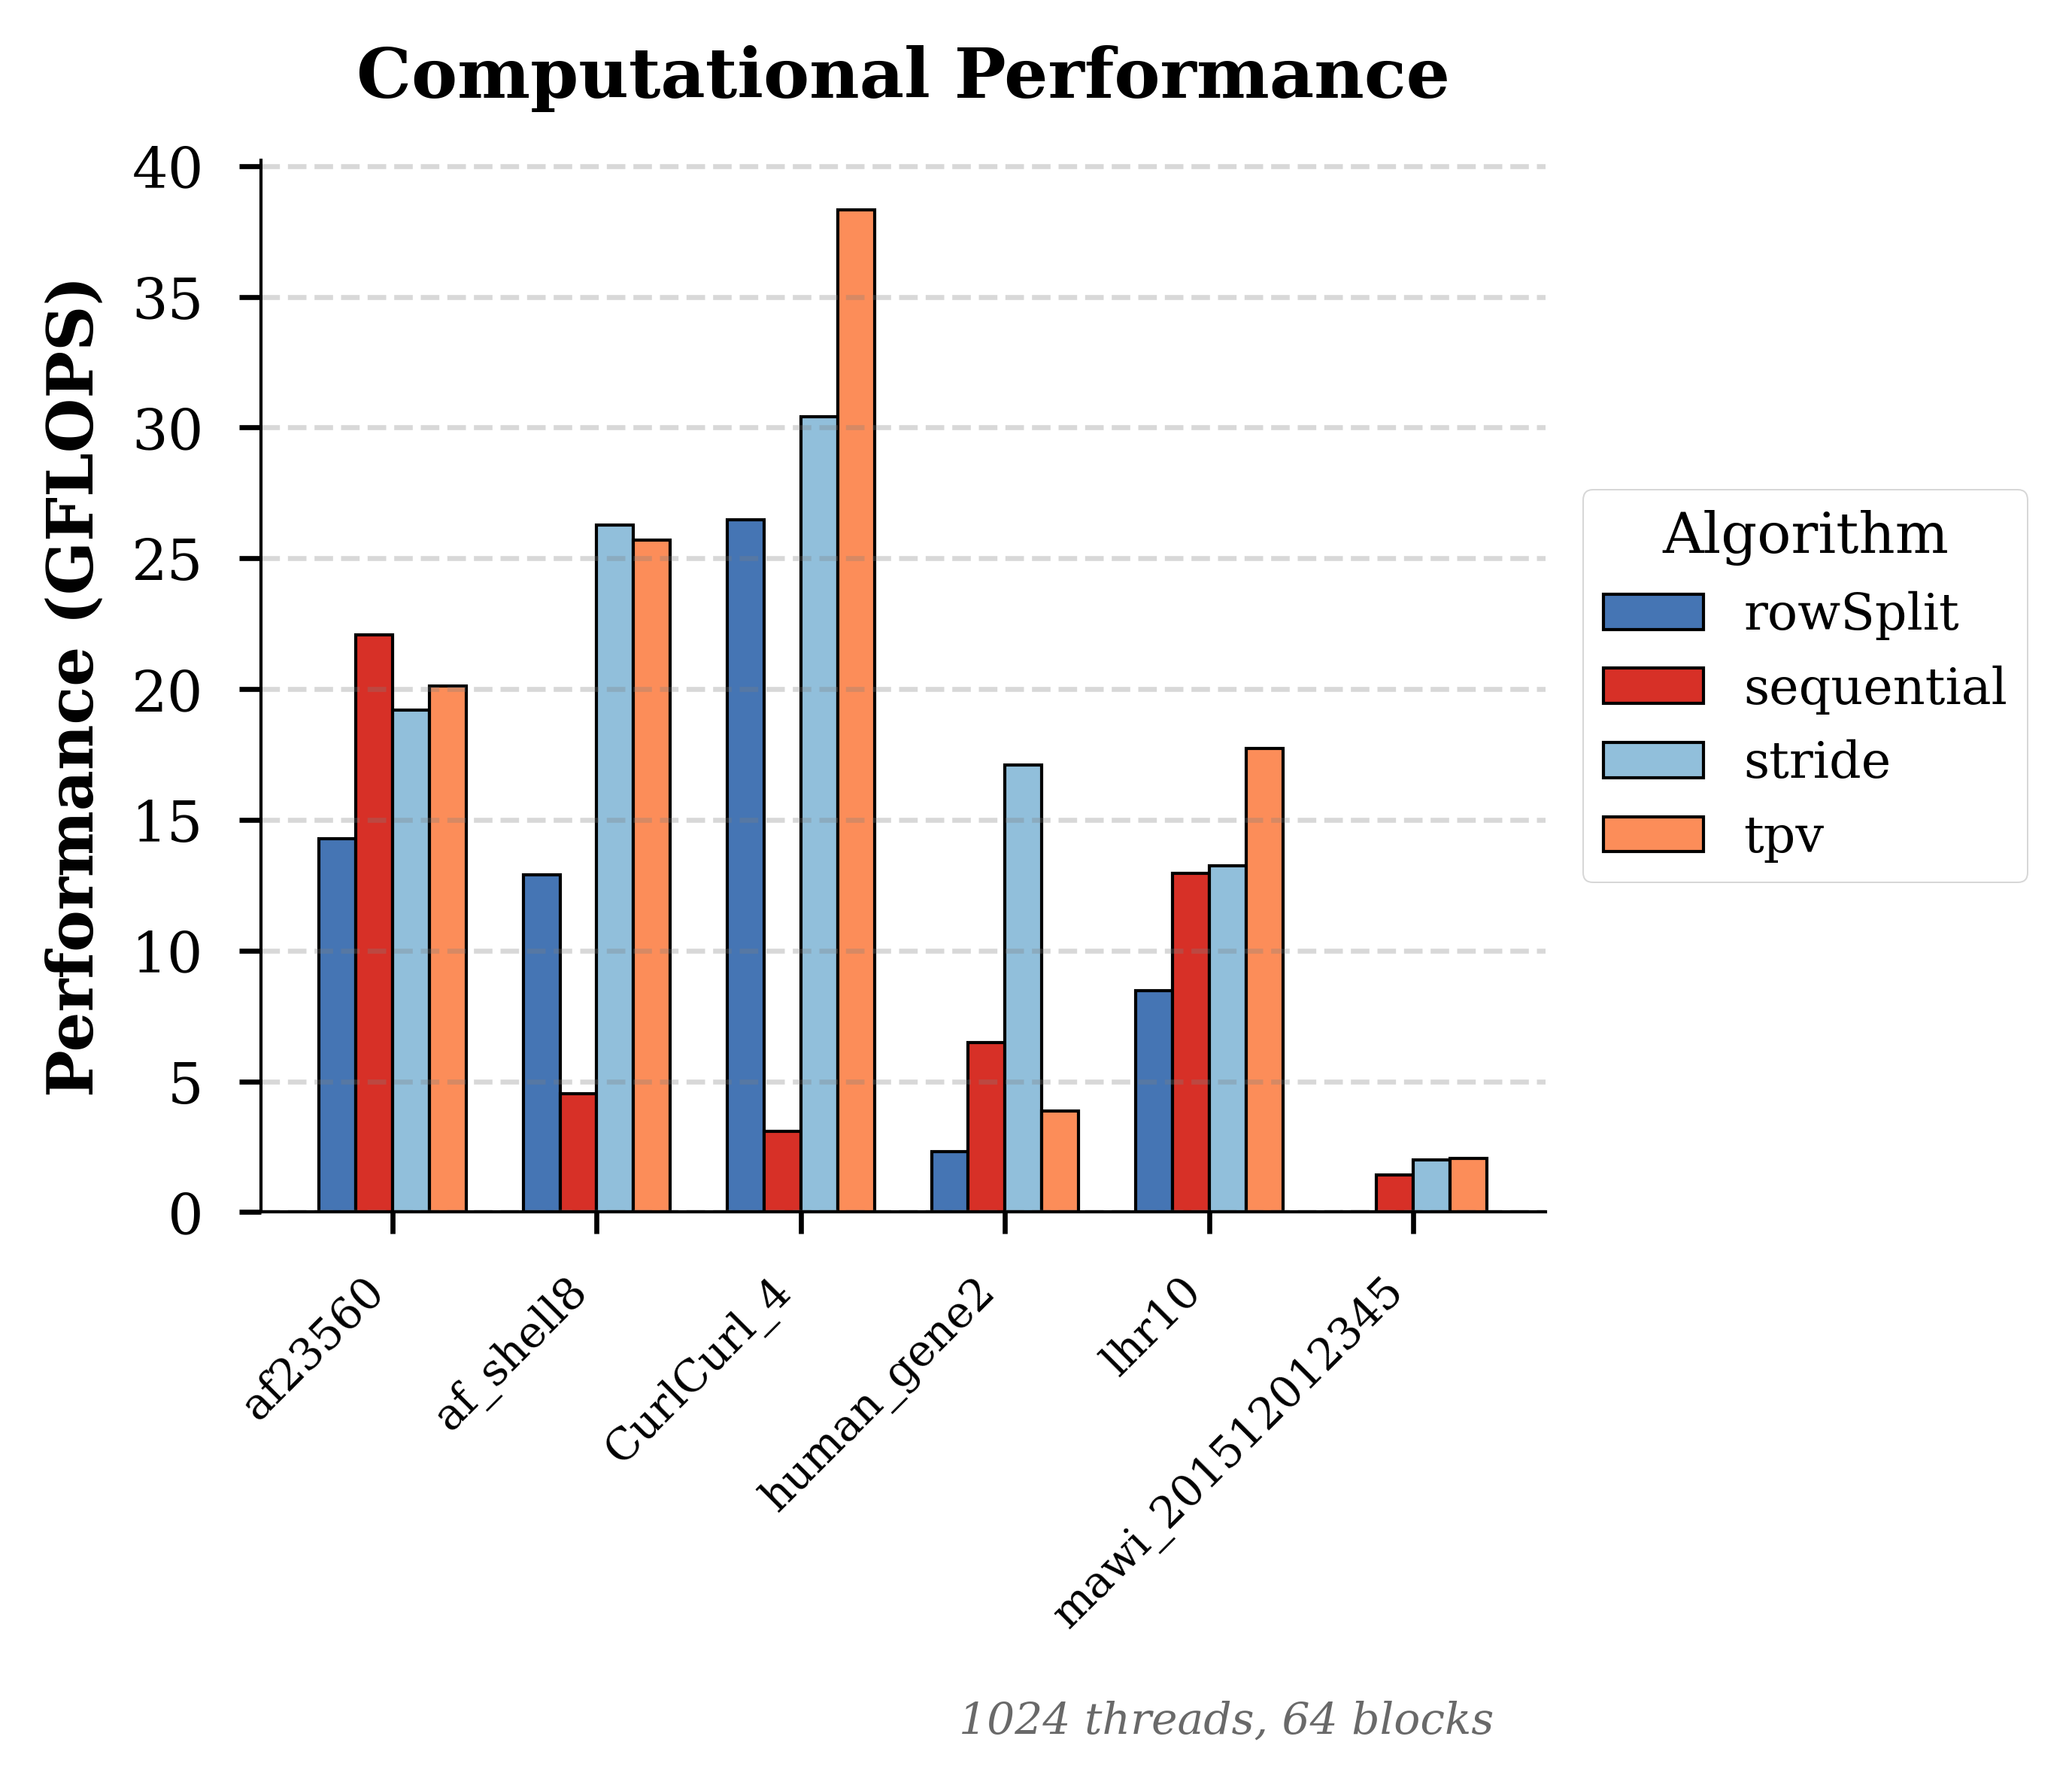 Computational Performance
Performance (GFLOPS)
40
35
30
25
20
15
10
5
0
af23560
af_shell8
CurlCurl_4
human_gene2
lhr10
mawi_201512012345
Algorithm
rowSplit
sequential
stride
tpv
1024 threads, 64 blocks